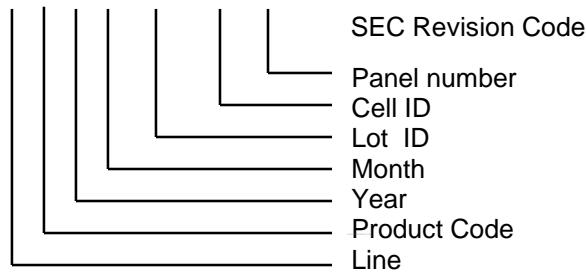 SEC Revision Code
Panel number
Cell ID
Lot ID
Month
Year
Product Code
Line